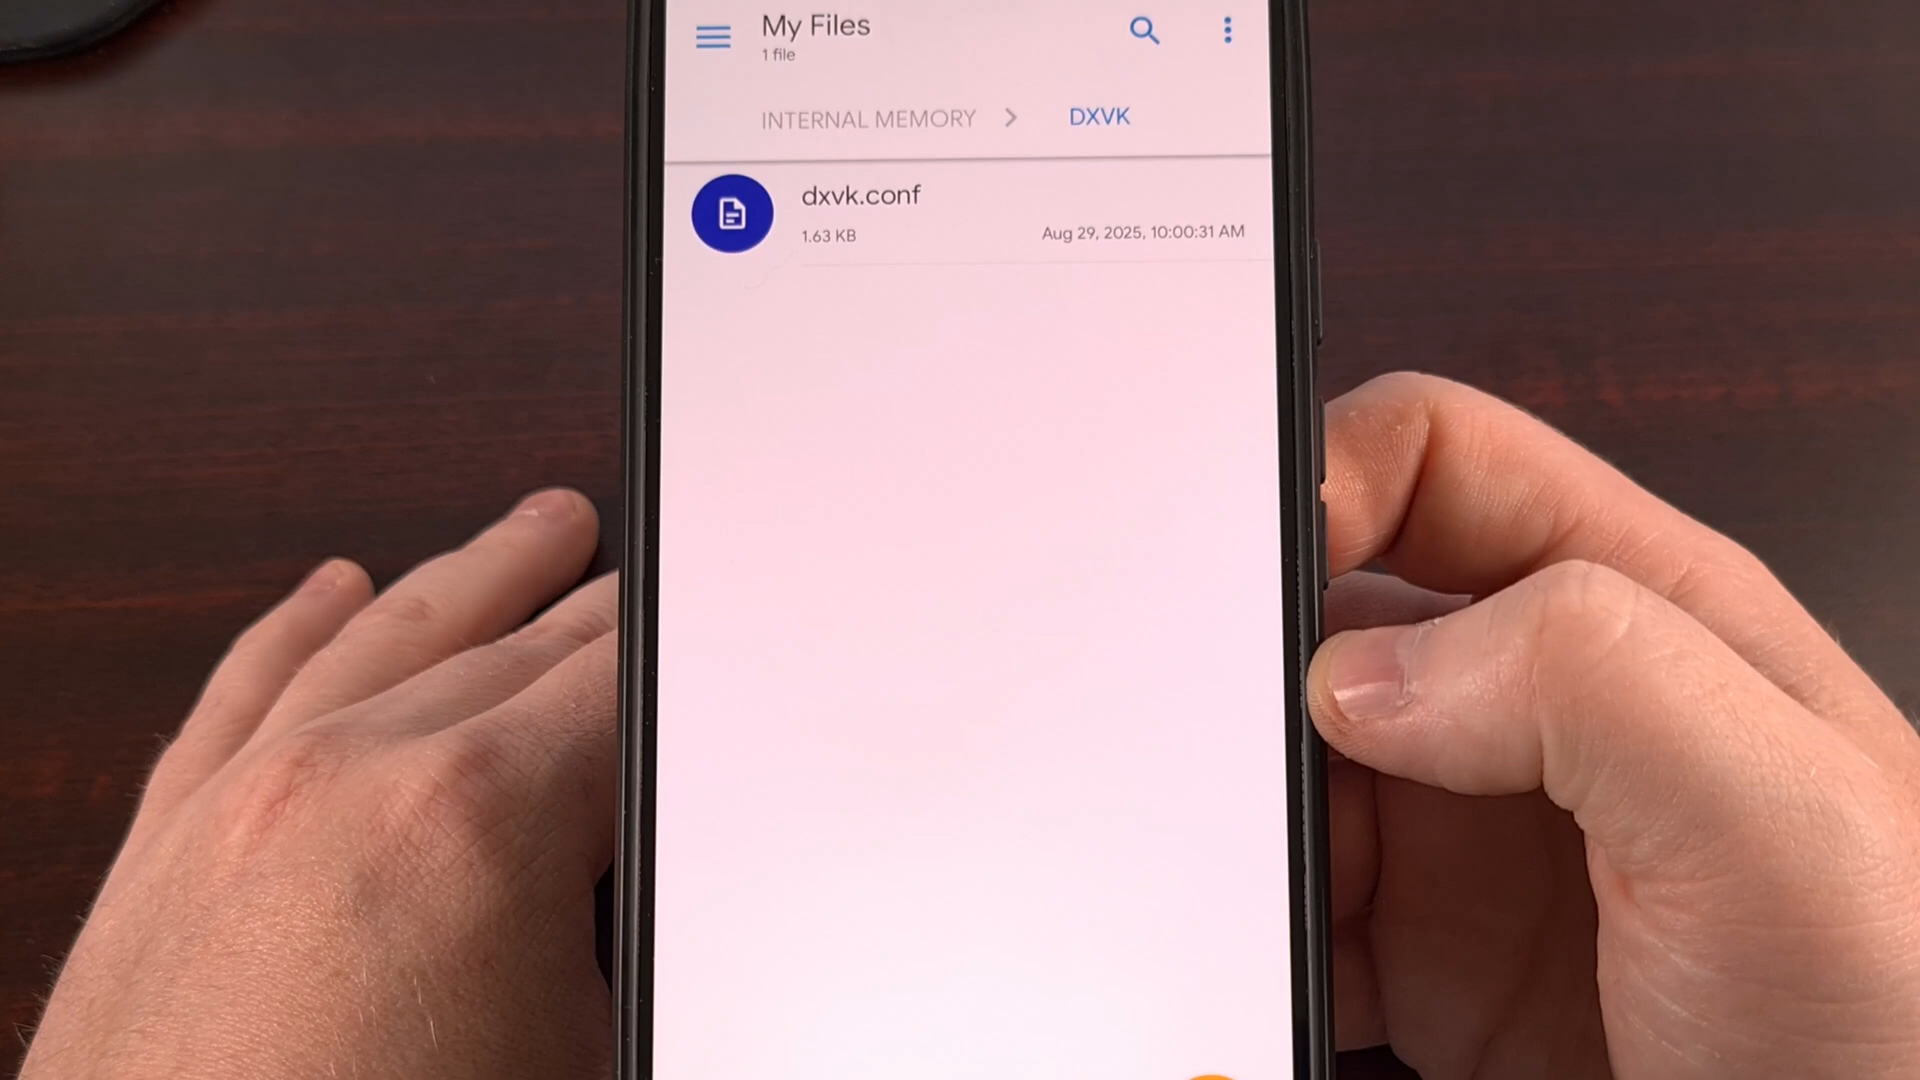 My Files
1 file
INTERNAL MEMORY > DXVK
dxvk.conf
1.63 KB
Aug 29, 2025, 10:00:31 AM